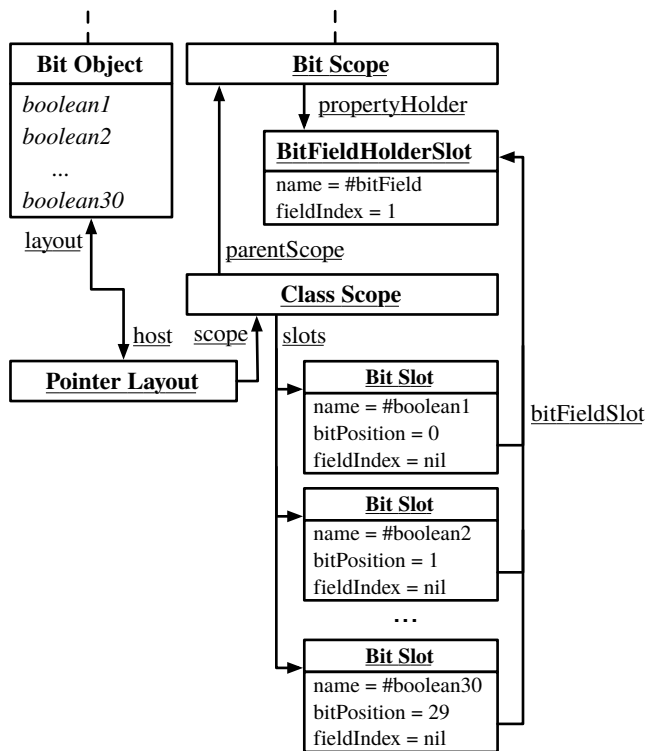 Bit Object
boolean1
boolean2
...
boolean30
layout
host
Pointer Layout
Bit Scope
propertyHolder
BitFieldHolderSlot
name = #bitField
fieldIndex = 1
parentScope
Class Scope
scope
slots
Bit Slot
name = #boolean1
bitPosition = 0
fieldIndex = nil
bitFieldSlot
Bit Slot
name = #boolean2
bitPosition = 1
fieldIndex = nil
...
Bit Slot
name = #boolean30
bitPosition = 29
fieldIndex = nil